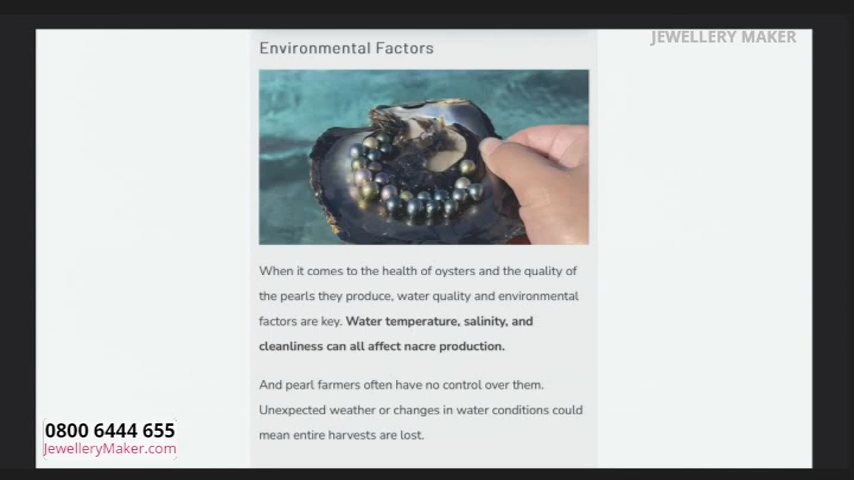 JEWELLERY MAKER
Environmental Factors
When it comes to the health of oysters and the quality of
the pearls they produce, water quality and environmental
factors are key. Water temperature, salinity, and
cleanliness can all affect nacre production.
And pearl farmers often have no control over them.
Unexpected weather or changes in water conditions could
mean entire harvests are lost.
0800 6444 655
JewelleryMaker.com